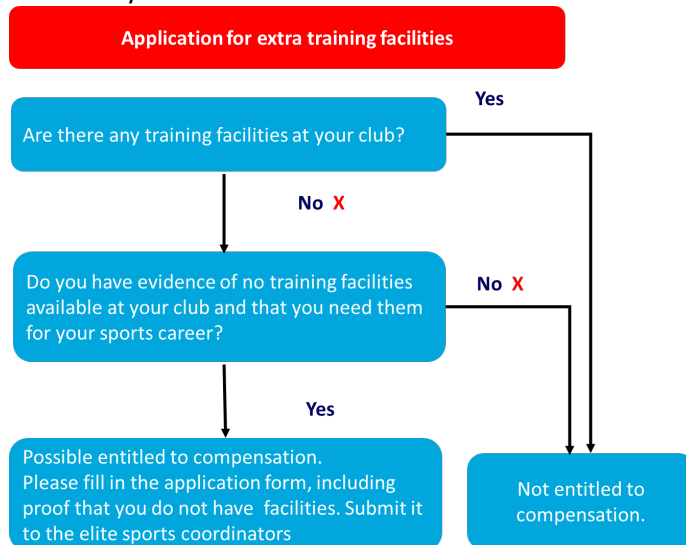 Application for extra training facilities
Yes
Are there any training facilities at your club?
No X
Do you have evidence of no training facilities
available at your club and that you need them
for your sports career?
No X
Yes
Possible entitled to compensation.
Please fill in the application form, including
proof that you do not have facilities. Submit it
to the elite sports coordinators
Not entitled to
compensation.